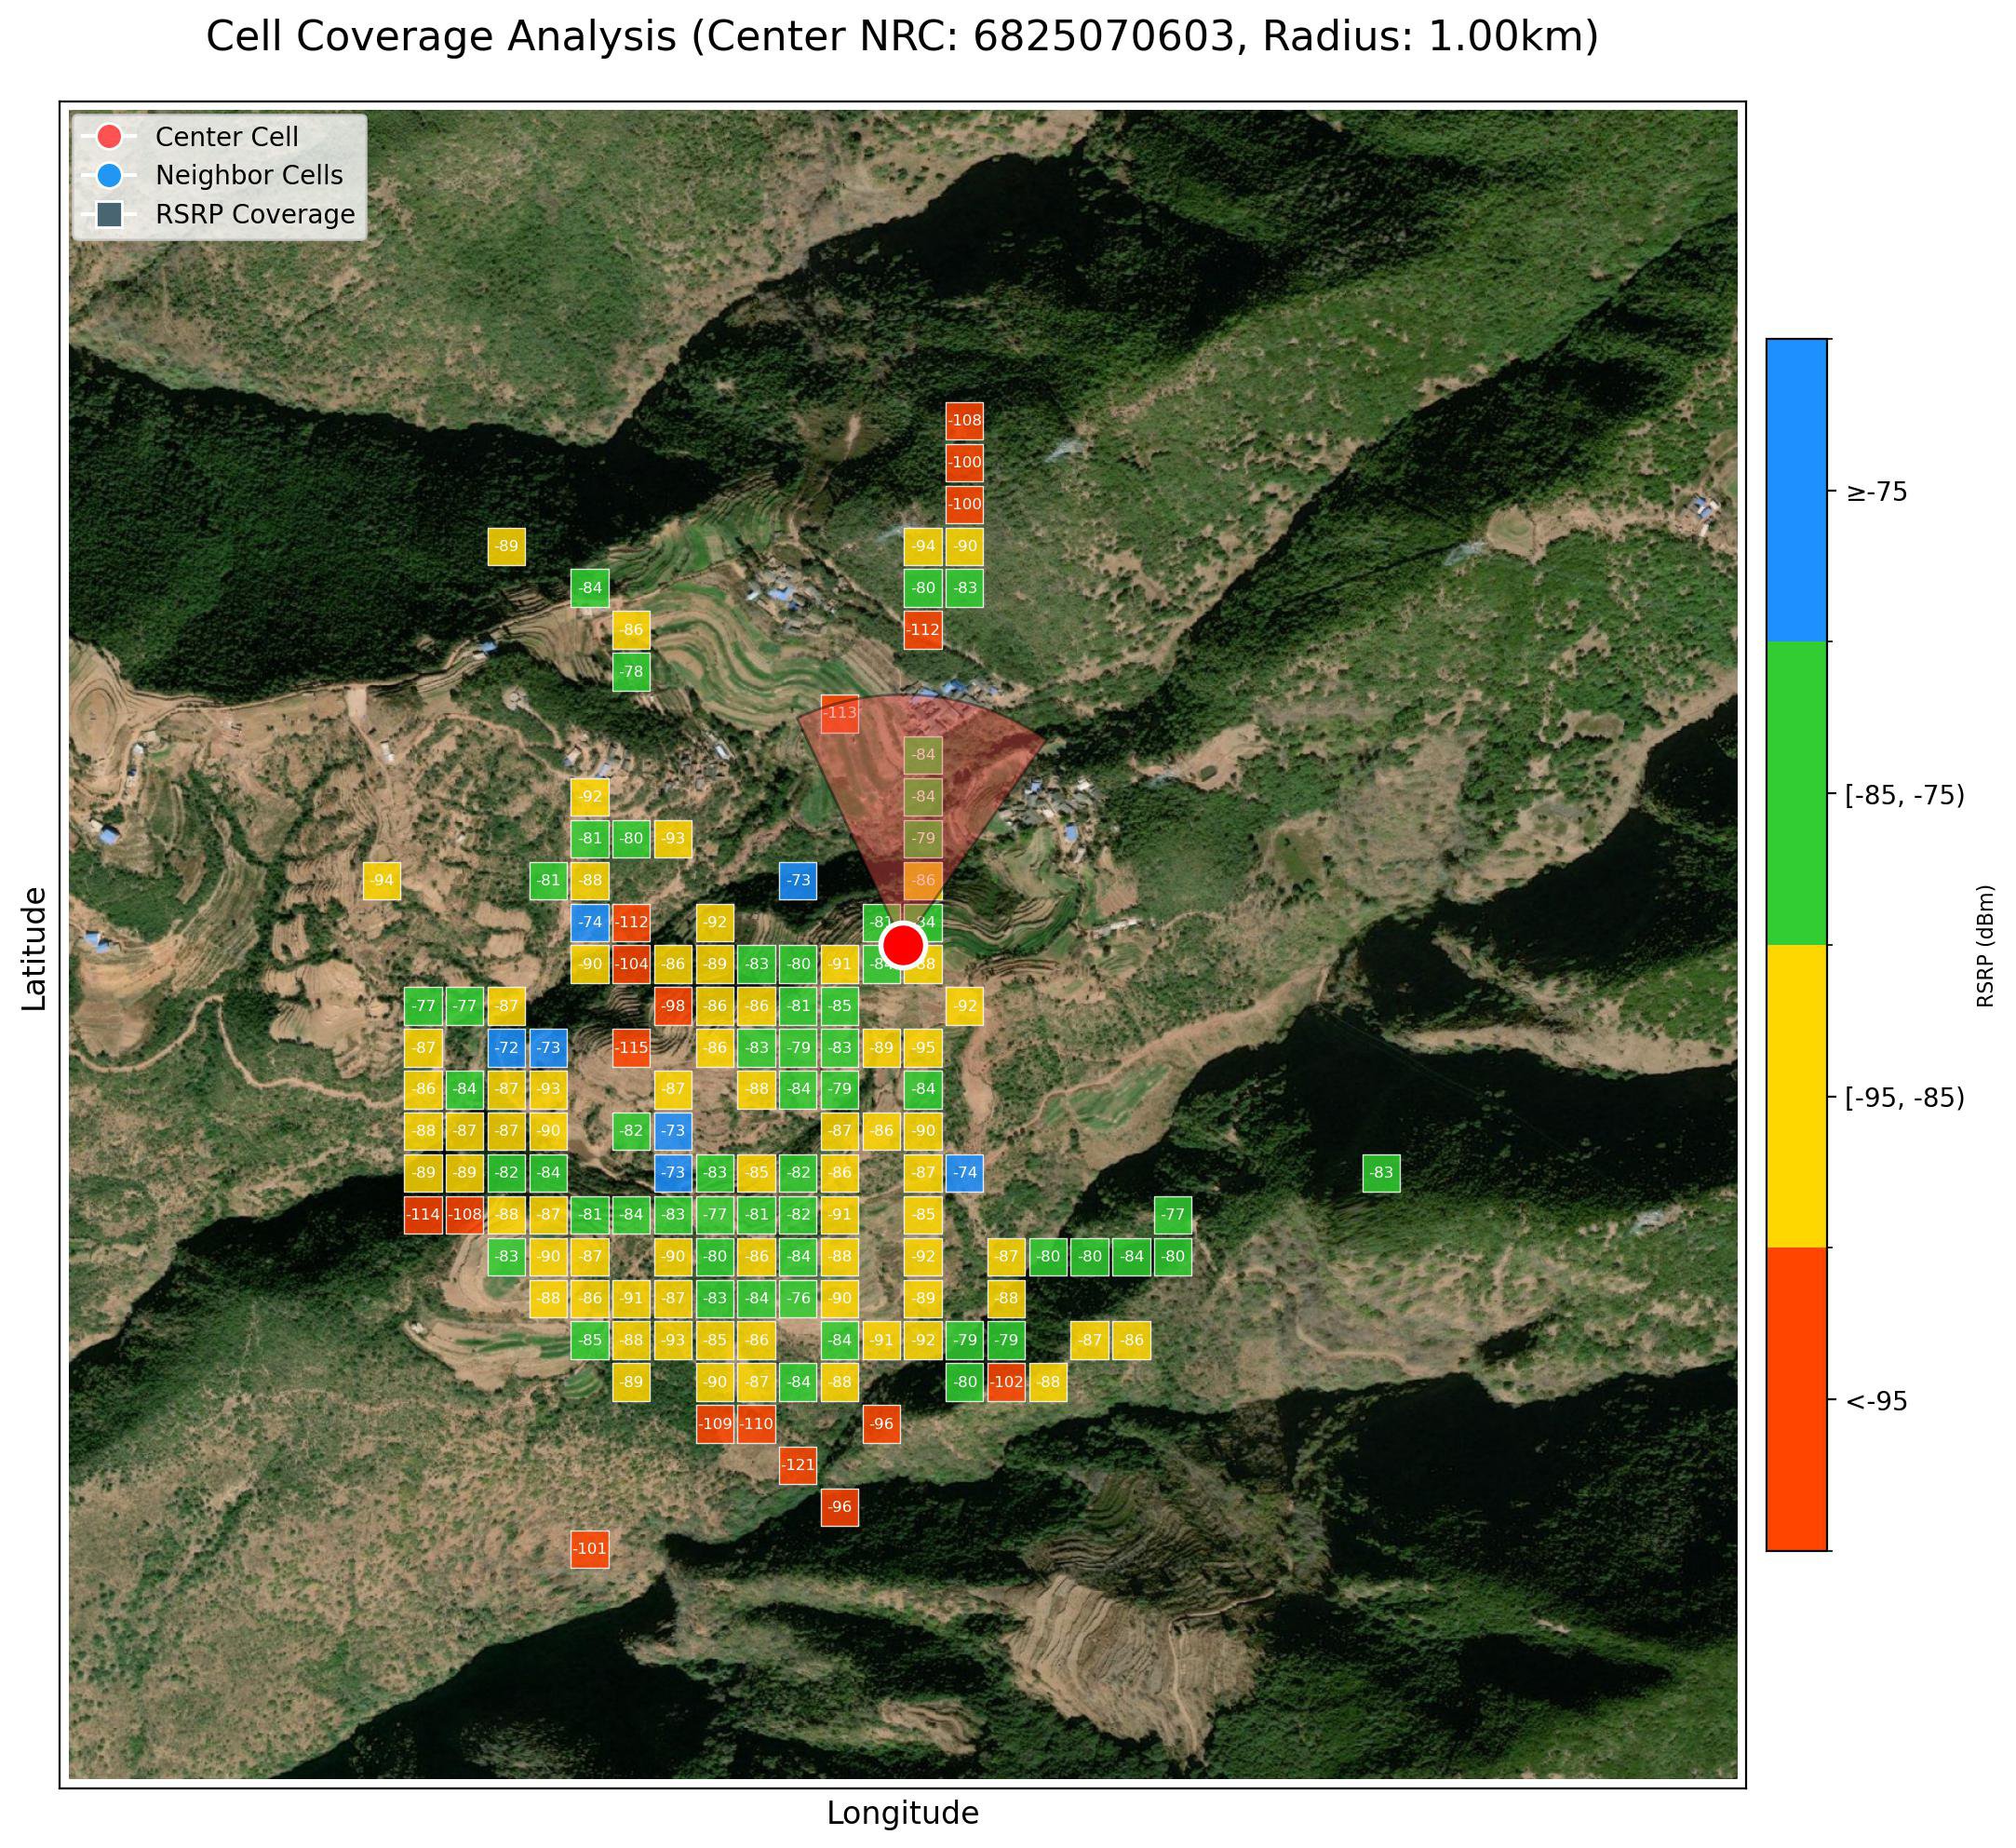 Cell Coverage Analysis (Center NRC: 6825070603, Radius: 1.00km)
Center Cell
Neighbor Cells
RSRP Coverage
-108
-100
-100
-89 -94 -90
-84 -80 -83
-86 -112
-78
-113
-84
-92 -84
-81 -80 -93 -79
-94 -81 -88 -73 -86
-74 -112 -92
-90 -104 -86 -89 -83 -80 -91
-77 -77 -87 -98 -86 -86 -81 -85 -92
-87 -72 -73 -115 -86 -83 -79 -83 -89 -95
-86 -84 -87 -93 -87 -88 -84 -79 -84
-88 -87 -87 -90 -82 -73 -87 -86 -90
-89 -89 -82 -84 -73 -83 -85 -82 -86 -87 -74 -83
-114 -108 -88 -87 -81 -84 -83 -77 -81 -82 -91 -85 -77
-83 -90 -87 -90 -80 -86 -84 -88 -92 -87 -80 -80 -84 -80
-88 -86 -91 -87 -83 -84 -76 -90 -89 -88
-85 -88 -93 -85 -86 -84 -91 -92 -79 -79 -87 -86
-89 -90 -87 -84 -88 -80 -102 -88
-109 -110 -96
-121
-96
-101
Longitude
Latitude
≥-75
[-85, -75)
[-95, -85)
<-95
RSRP (dBm)